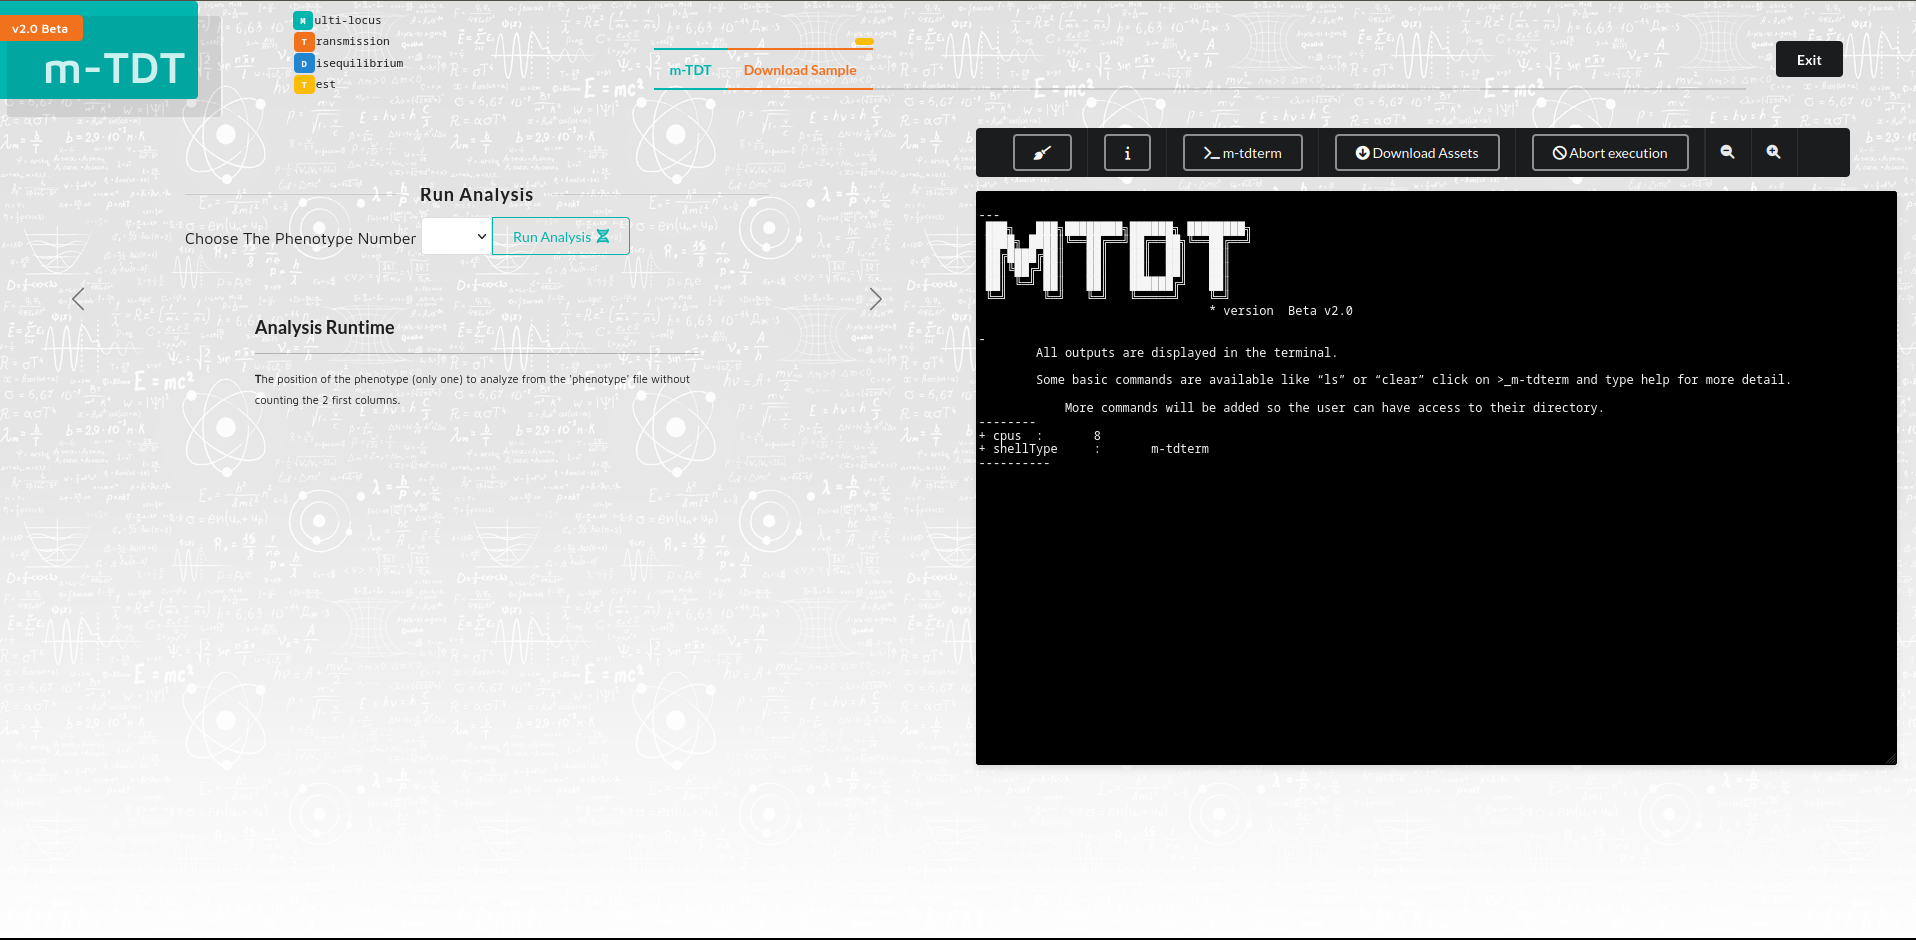 v2.0 Beta
m-TDT
M ulti-locus
T ransmission
D isequilibrium
T est
m-TDT
Download Sample
Exit
Run Analysis
Choose The Phenotype Number
Run Analysis
Analysis Runtime
The position of the phenotype (only one) to analyze from the 'phenotype' file without
counting the 2 first columns.
i
>_ m-tdterm
Download Assets
Abort execution
---
MTDT
* version Beta v2.0
-
All outputs are displayed in the terminal.
Some basic commands are available like “ls” or “clear” click on >_m-tdterm and type help for more detail.
More commands will be added so the user can have access to their directory.
--------
+ cpus : 8
+ shellType : m-tdterm
----------